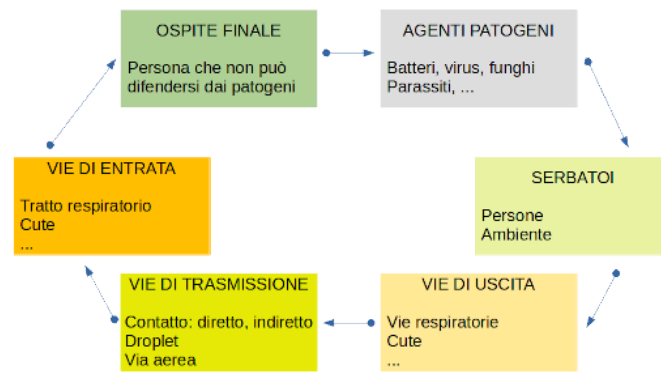 OSPITE FINALE
Persona che non può
difendersi dai patogeni
AGENTI PATOGENI
Batteri, virus, funghi
Parassiti, ...
SERBATOI
Persone
Ambiente
VIE DI USCITA
Vie respiratorie
Cute
...
VIE DI TRASMISSIONE
Contatto: diretto, indiretto
Droplet
Via aerea
VIE DI ENTRATA
Tratto respiratorio
Cute
...